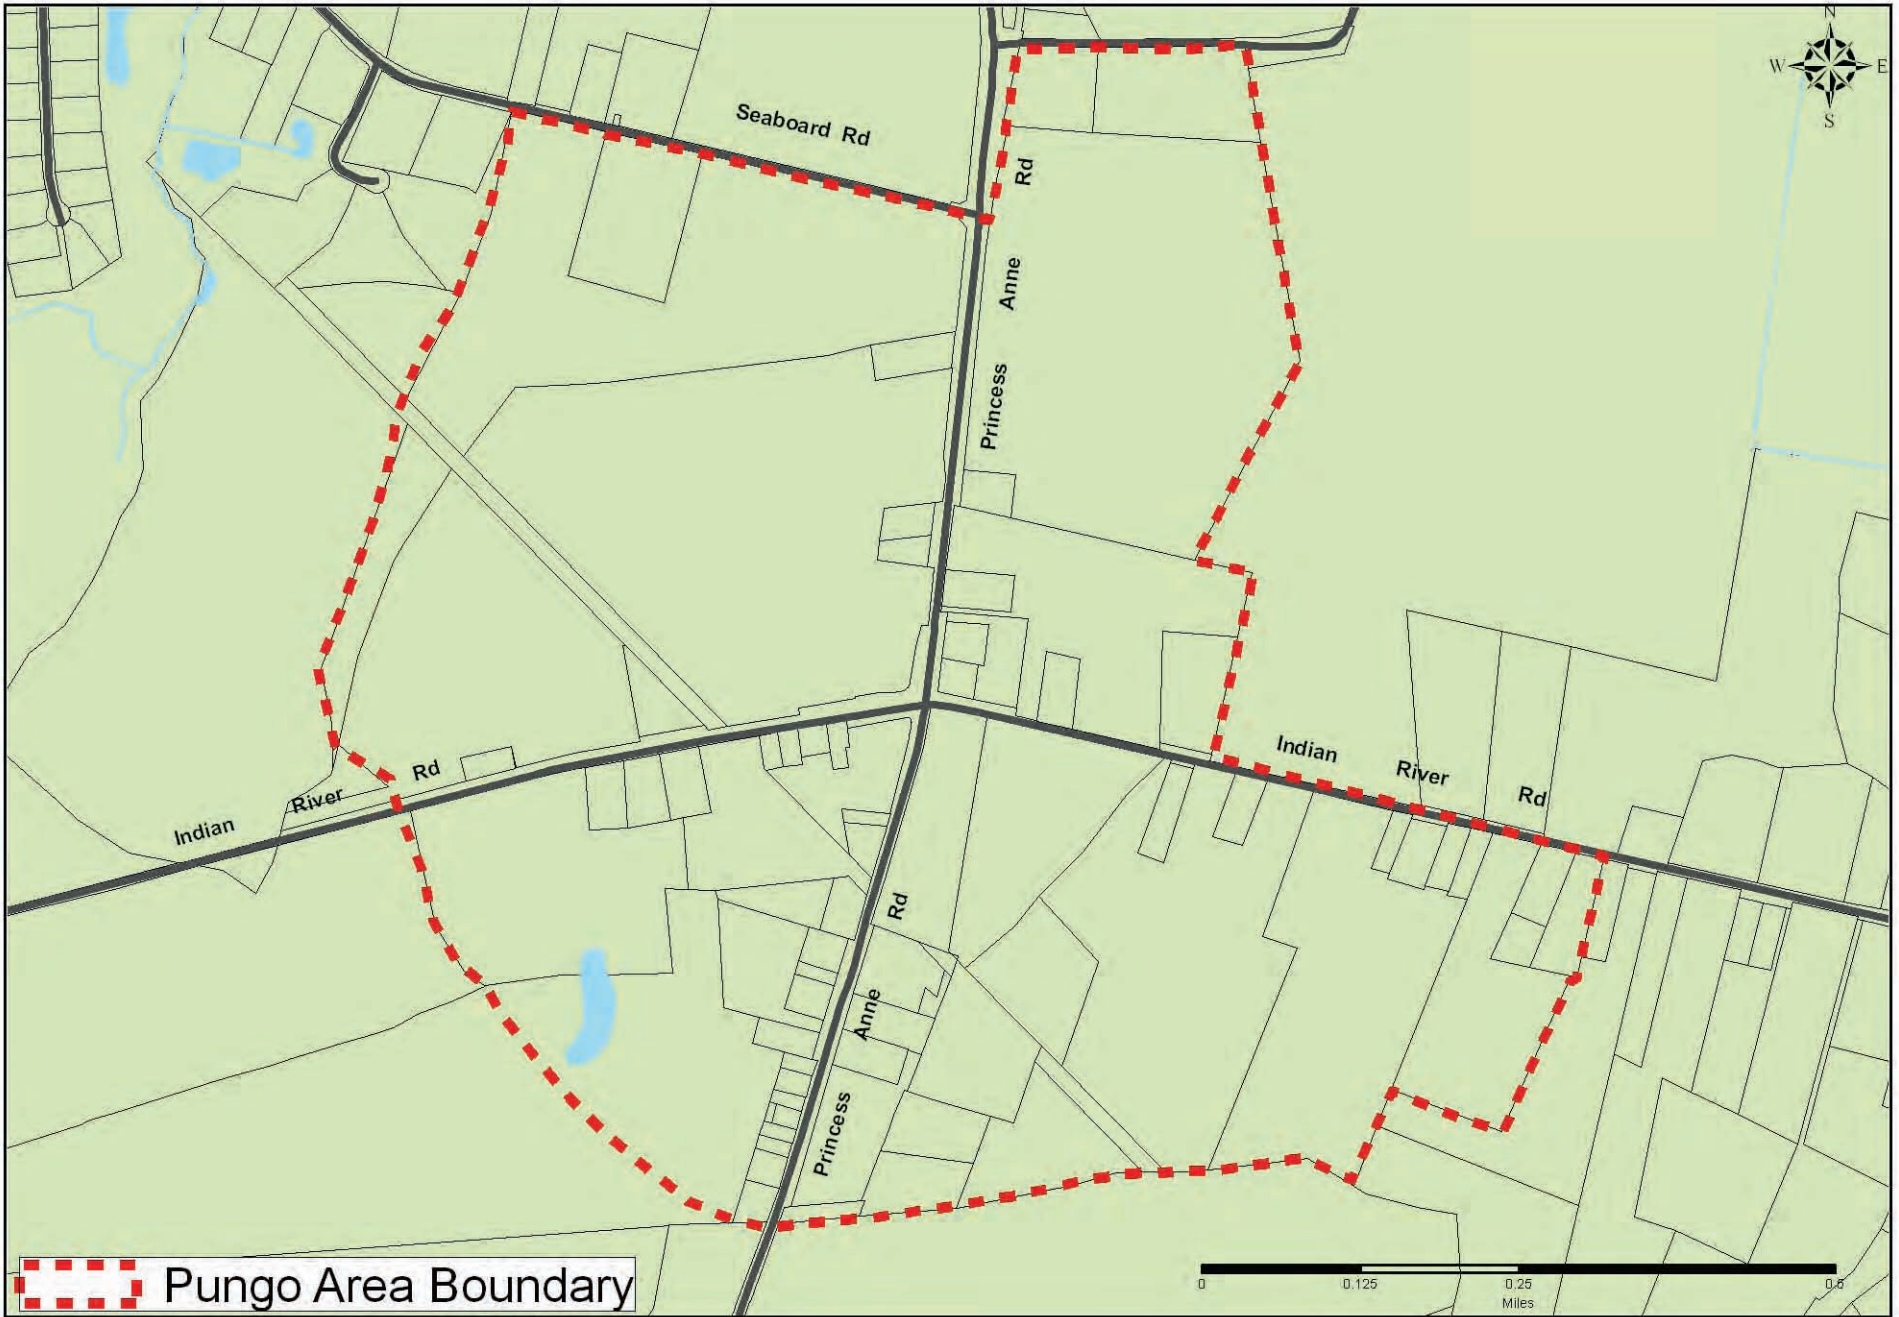 N
W E
S
Seaboard Rd
Princess Anne Rd
Indian River Rd
Indian River Rd
Princess Anne Rd
Pungo Area Boundary
0 0.125 0.25 0.5
Miles